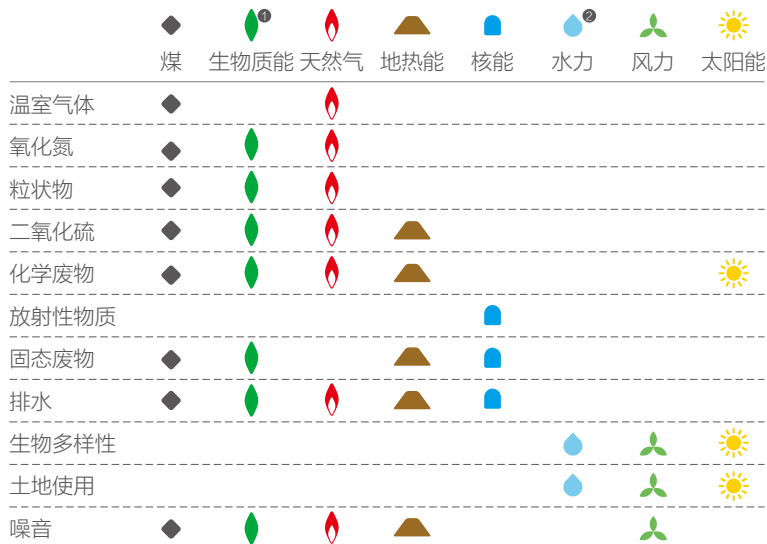 ❶ ❷
煤 生物质能 天然气 地热能 核能 水力 风力 太阳能
温室气体
氧化氮
粒状物
二氧化硫
化学废物
放射性物质
固态废物
排水
生物多样性
土地使用
噪音